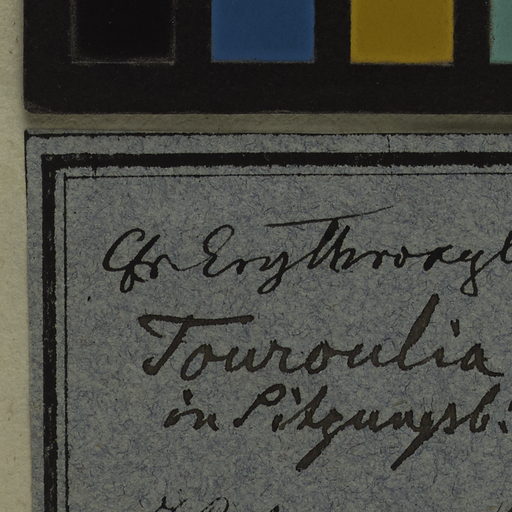 Cfr Erythroxyl
Touroulia
in Sitzungsb.